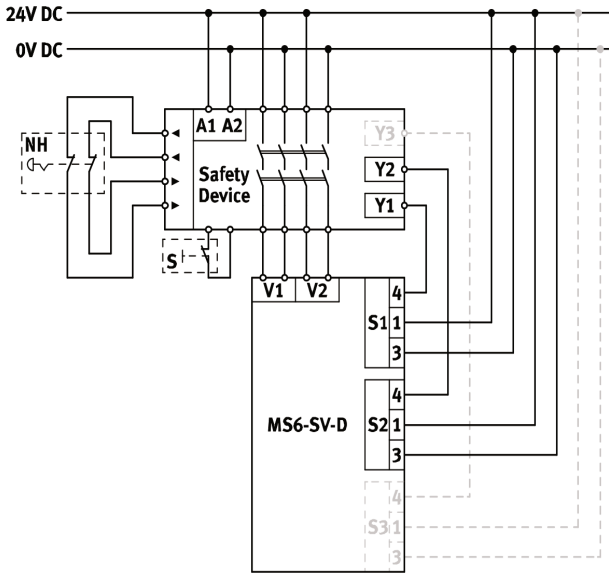 24V DC
0V DC
NH
A1 A2
Y3
Safety
Device
Y2
Y1
S
V1 V2
4
S1 1
3
4
MS6-SV-D S2 1
3
4
S3 1
3